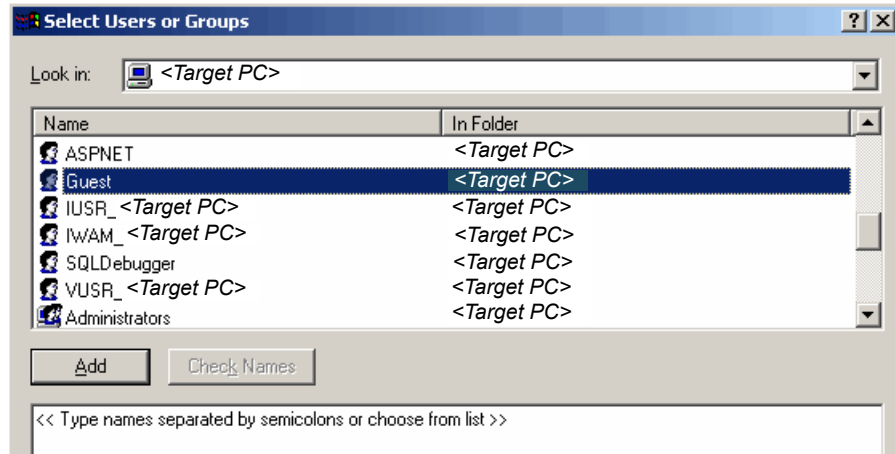 Select Users or Groups
Look in: <Target PC>
Name In Folder
ASPNET <Target PC>
Guest <Target PC>
IUSR_<Target PC> <Target PC>
IWAM_<Target PC> <Target PC>
SQLDebugger <Target PC>
VUSR_<Target PC> <Target PC>
Administrators <Target PC>
Add Check Names
<< Type names separated by semicolons or choose from list >>